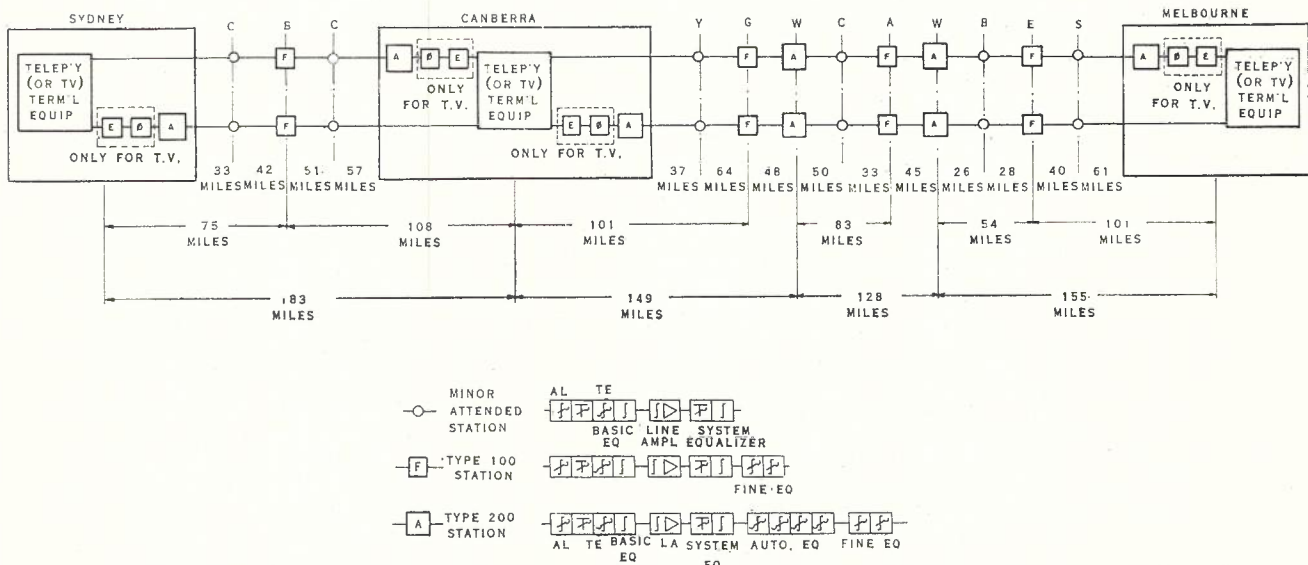 SYDNEY C B C CANBERRA Y G W C A W B E S MELBOURNE
TELEP'Y
(OR TV)
TERM'L
EQUIP
E Ø A
ONLY FOR T.V.
F
F
A Ø E
ONLY
FOR T.V.
TELEP'Y
(OR TV)
TERM'L
EQUIP
E Ø A
ONLY FOR T.V.
F A F A F
F A F A F
A Ø E
ONLY
FOR T.V.
TELEP'Y
(OR TV)
TERM'L
EQUIP
33 MILES
42 MILES
51 MILES
57 MILES
37 MILES
64 MILES
48 MILES
50 MILES
33 MILES
45 MILES
26 MILES
28 MILES
40 MILES
61 MILES
75 MILES
108 MILES
101 MILES
83 MILES
54 MILES
101 MILES
183 MILES
149 MILES
128 MILES
155 MILES
MINOR
ATTENDED
STATION
AL TE
BASIC LINE SYSTEM
EQ AMPL EQUALIZER
F TYPE 100
STATION
FINE EQ
A TYPE 200
STATION
AL TE BASIC LA SYSTEM AUTO. EQ FINE EQ
EQ
EQ